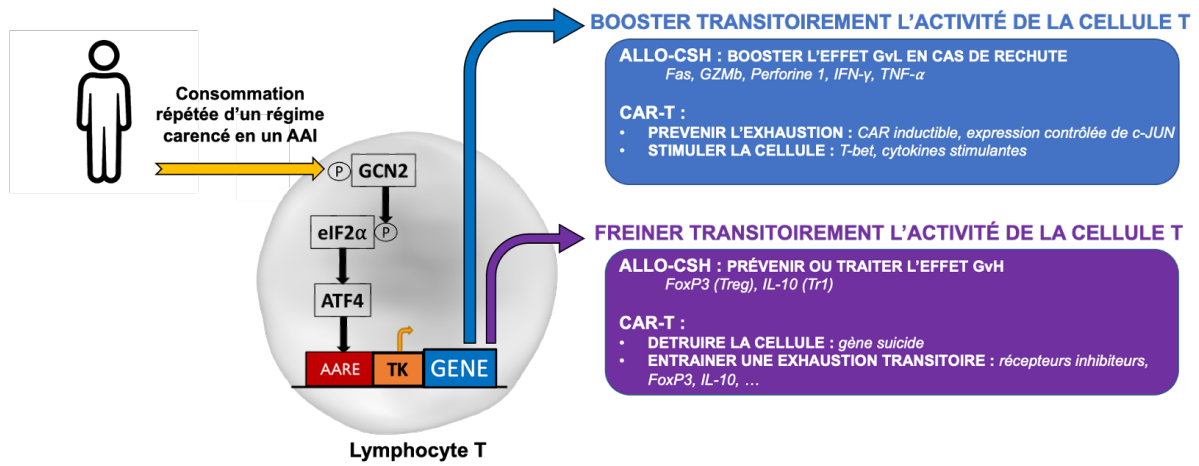 Consommation
répétée d’un régime
carencé en un AAI
P
GCN2
eIF2α
P
ATF4
AARE
TK
GENE
Lymphocyte T
BOOSTER TRANSITOIREMENT L’ACTIVITÉ DE LA CELLULE T
ALLO-CSH : BOOSTER L’EFFET GvL EN CAS DE RECHUTE
Fas, GZMb, Perforine 1, IFN-γ, TNF-α
CAR-T :
• PREVENIR L’EXHAUSTION : CAR inductible, expression contrôlée de c-JUN
• STIMULER LA CELLULE : T-bet, cytokines stimulantes
FREINER TRANSITOIREMENT L’ACTIVITÉ DE LA CELLULE T
ALLO-CSH : PRÉVENIR OU TRAITER L’EFFET GvH
FoxP3 (Treg), IL-10 (Tr1)
CAR-T :
• DETRUIRE LA CELLULE : gène suicide
• ENTRAINER UNE EXHAUSTION TRANSITOIRE : récepteurs inhibiteurs,
FoxP3, IL-10, …